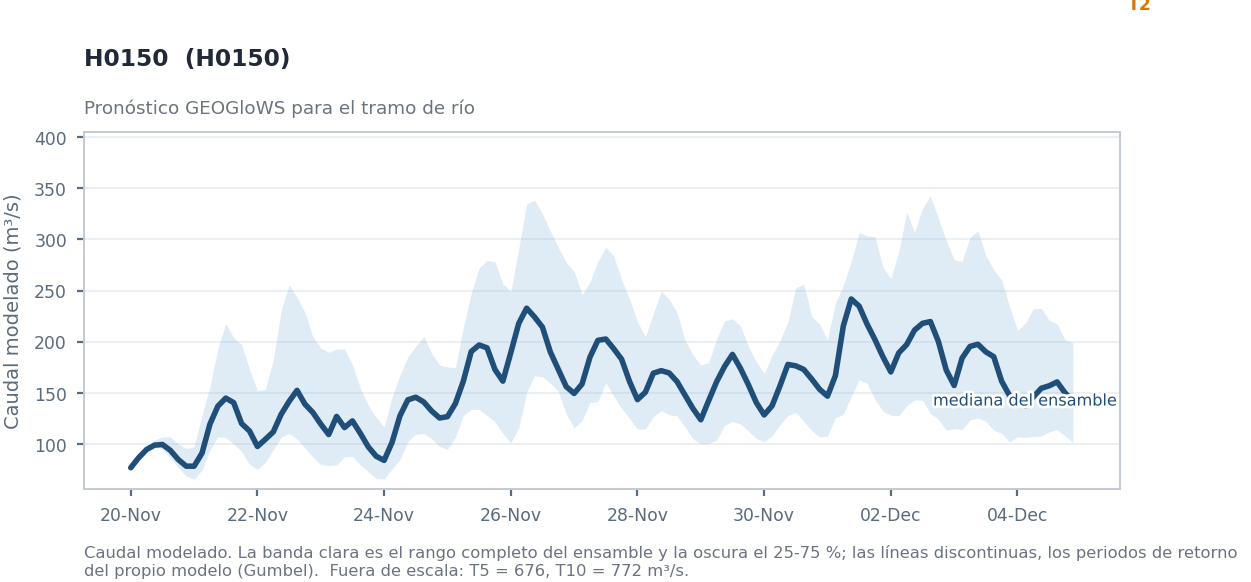 T2
H0150 (H0150)
Pronóstico GEOGloWS para el tramo de río
Caudal modelado (m³/s)
400
350
300
250
200
150
100
mediana del ensamble
20-Nov 22-Nov 24-Nov 26-Nov 28-Nov 30-Nov 02-Dec 04-Dec
Caudal modelado. La banda clara es el rango completo del ensamble y la oscura el 25-75 %; las líneas discontinuas, los periodos de retorno
del propio modelo (Gumbel). Fuera de escala: T5 = 676, T10 = 772 m³/s.